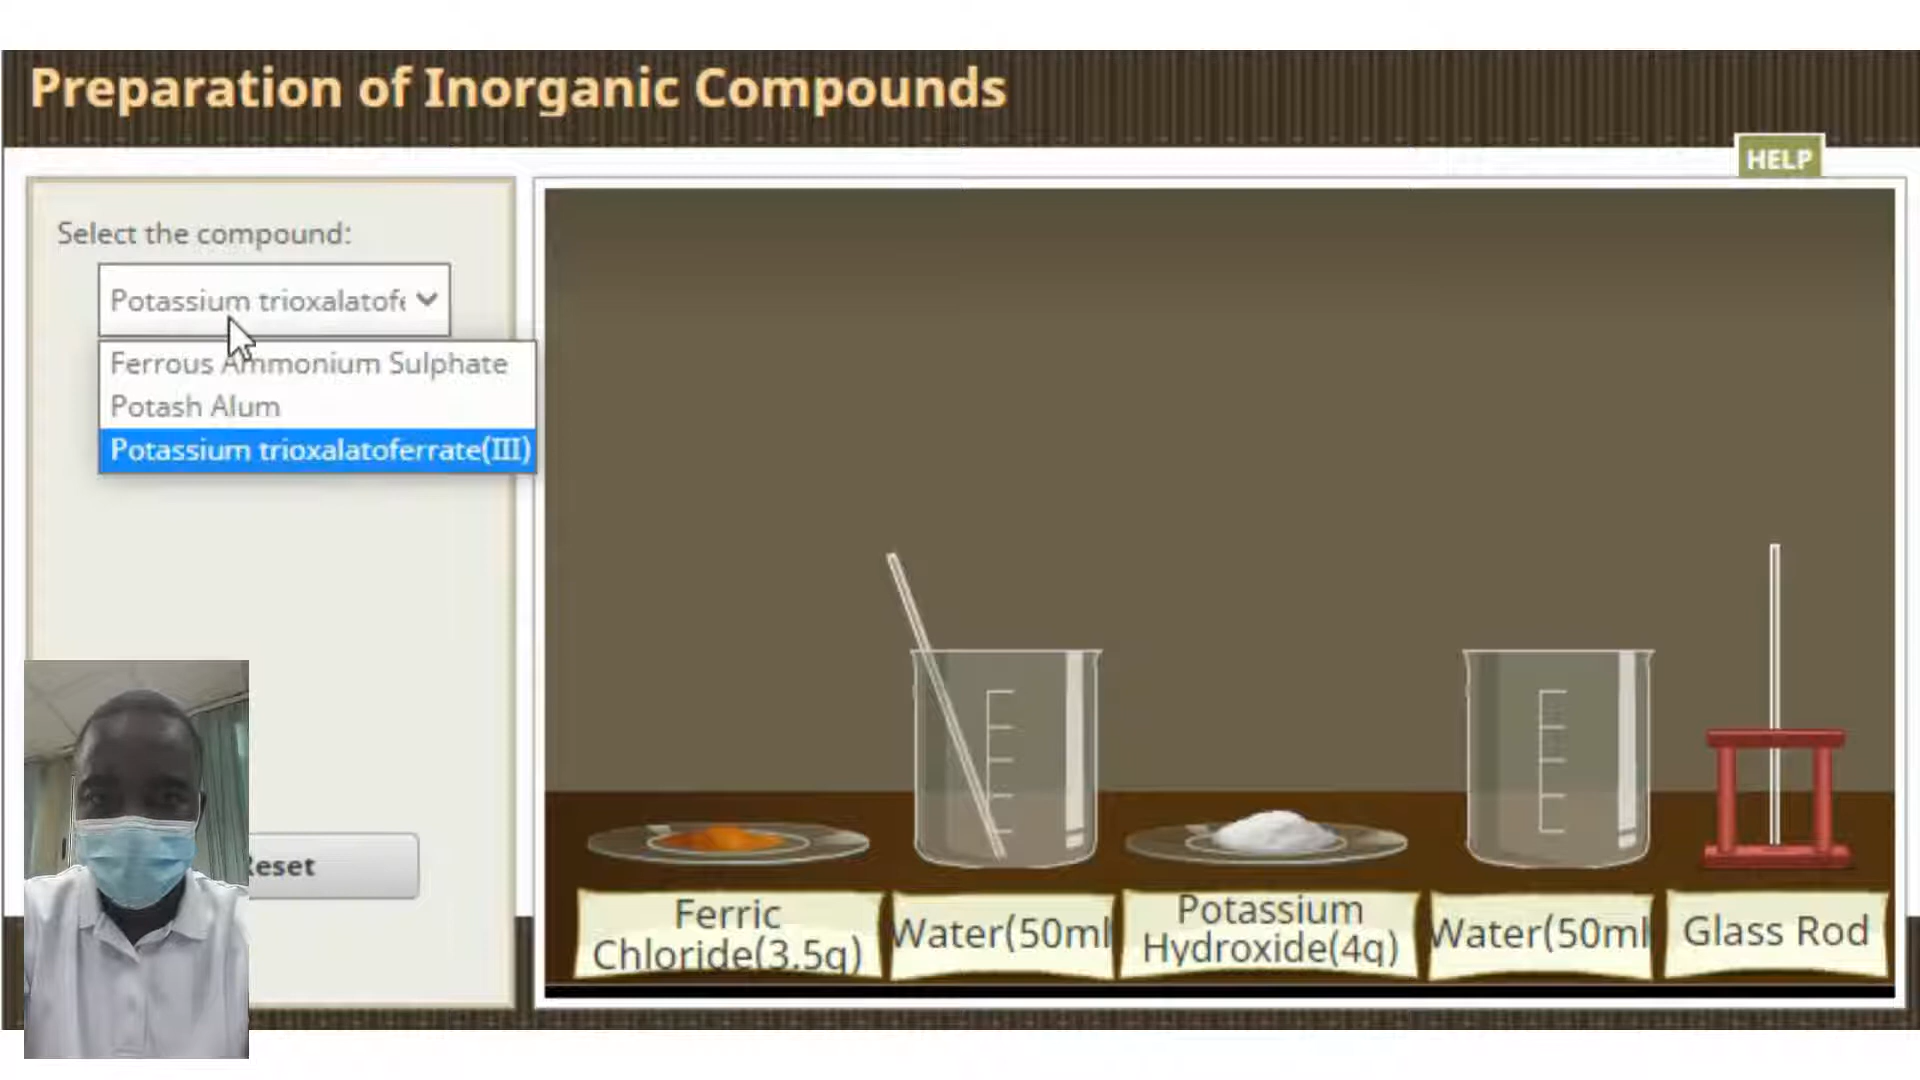 Preparation of Inorganic Compounds
HELP
Select the compound:
Potassium trioxalatofe
Ferrous Ammonium Sulphate
Potash Alum
Potassium trioxalatoferrate(III)
Reset
Ferric
Chloride(3.5g)
Water(50ml
Potassium
Hydroxide(4g)
Water(50ml
Glass Rod